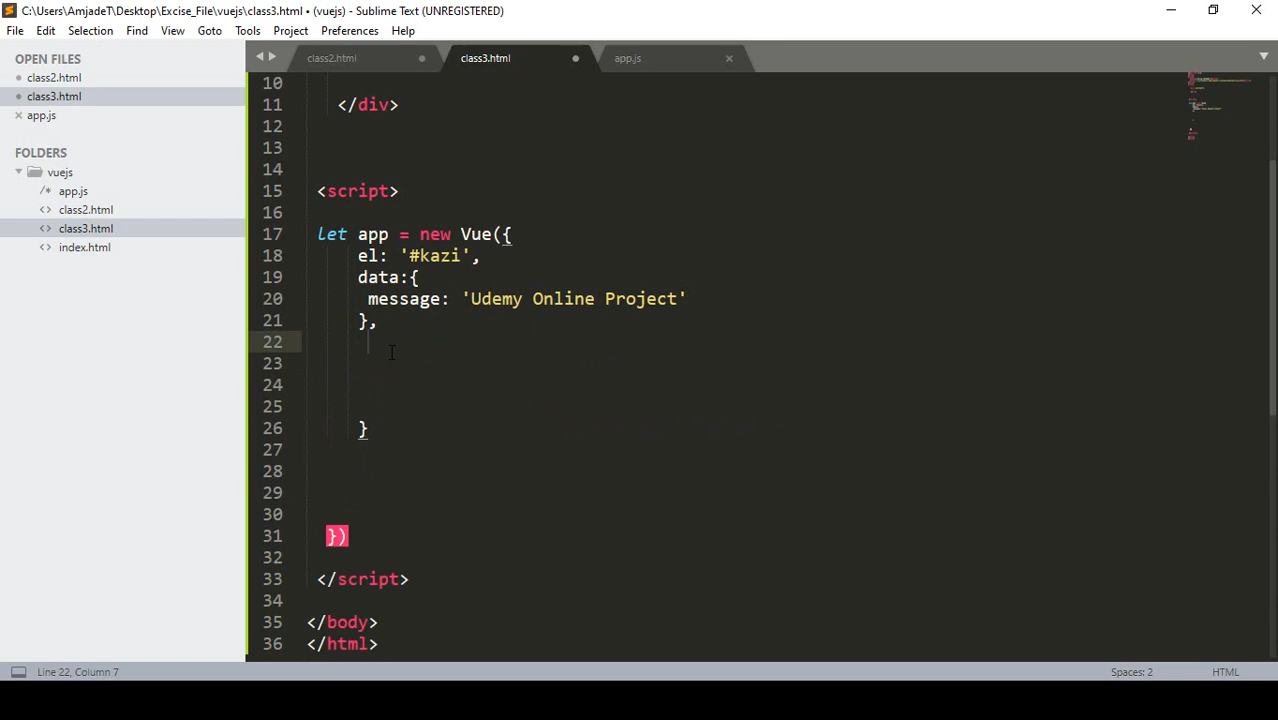 C:\Users\AmjadeT\Desktop\Excise_File\vuejs\class3.html • (vuejs) - Sublime Text (UNREGISTERED)
File Edit Selection Find View Goto Tools Project Preferences Help
OPEN FILES
class2.html
class3.html
app.js
FOLDERS
vuejs
/* app.js
<> class2.html
<> class3.html
<> index.html
class2.html class3.html app.js
10
11 </div>
12
13
14
15 <script>
16
17 let app = new Vue({
18 el: '#kazi',
19 data:{
20 message: 'Udemy Online Project'
21 },
22
23
24
25
26 }
27
28
29
30
31 })
32
33 </script>
34
35 </body>
36 </html>
Line 22, Column 7 Spaces: 2 HTML